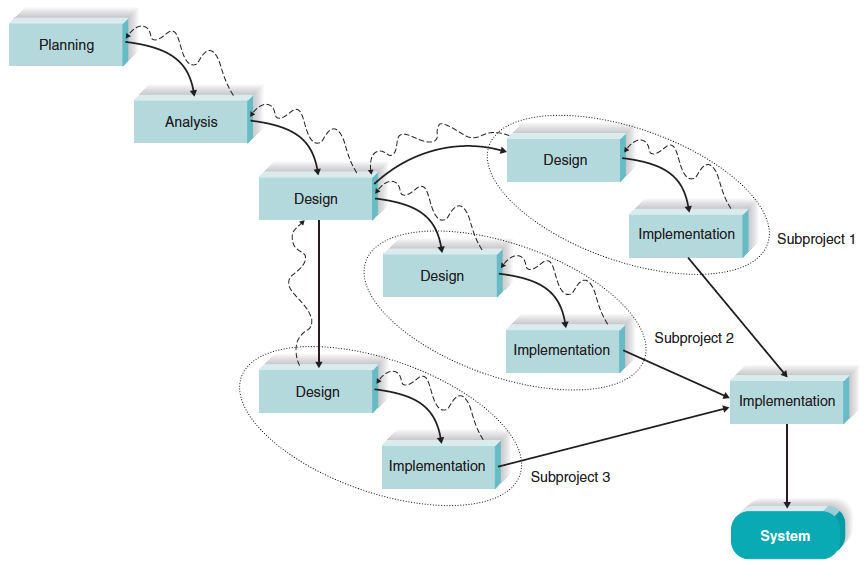 Planning
Analysis
Design
Design
Implementation
Subproject 1
Design
Implementation
Subproject 2
Design
Implementation
Subproject 3
Implementation
System